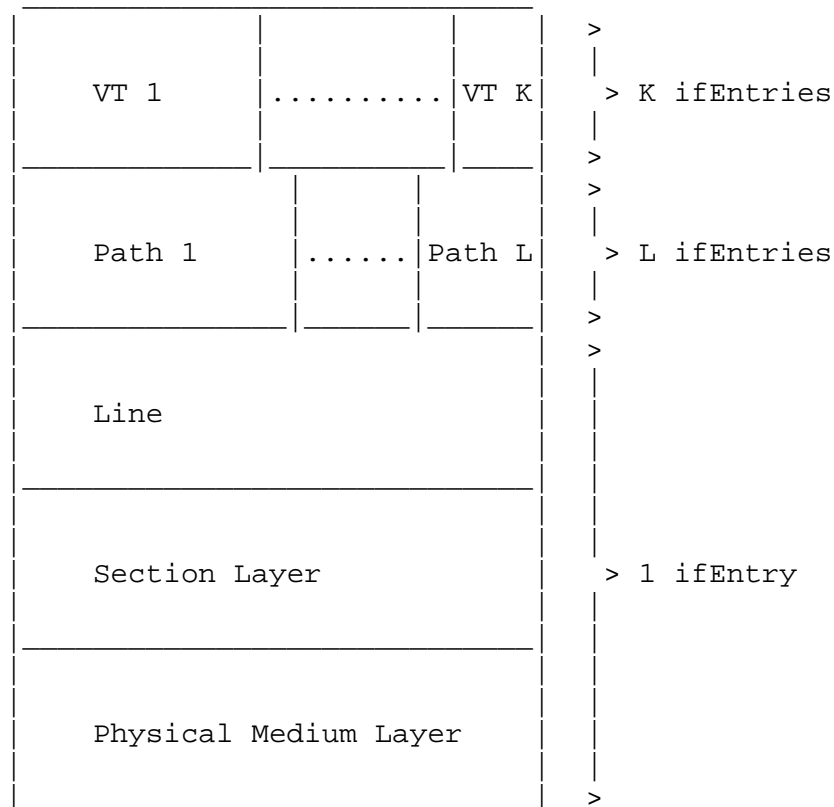 VT 1 |..........|VT K| > K ifEntries
Path 1 |......|Path L| > L ifEntries
Line
Section Layer > 1 ifEntry
Physical Medium Layer